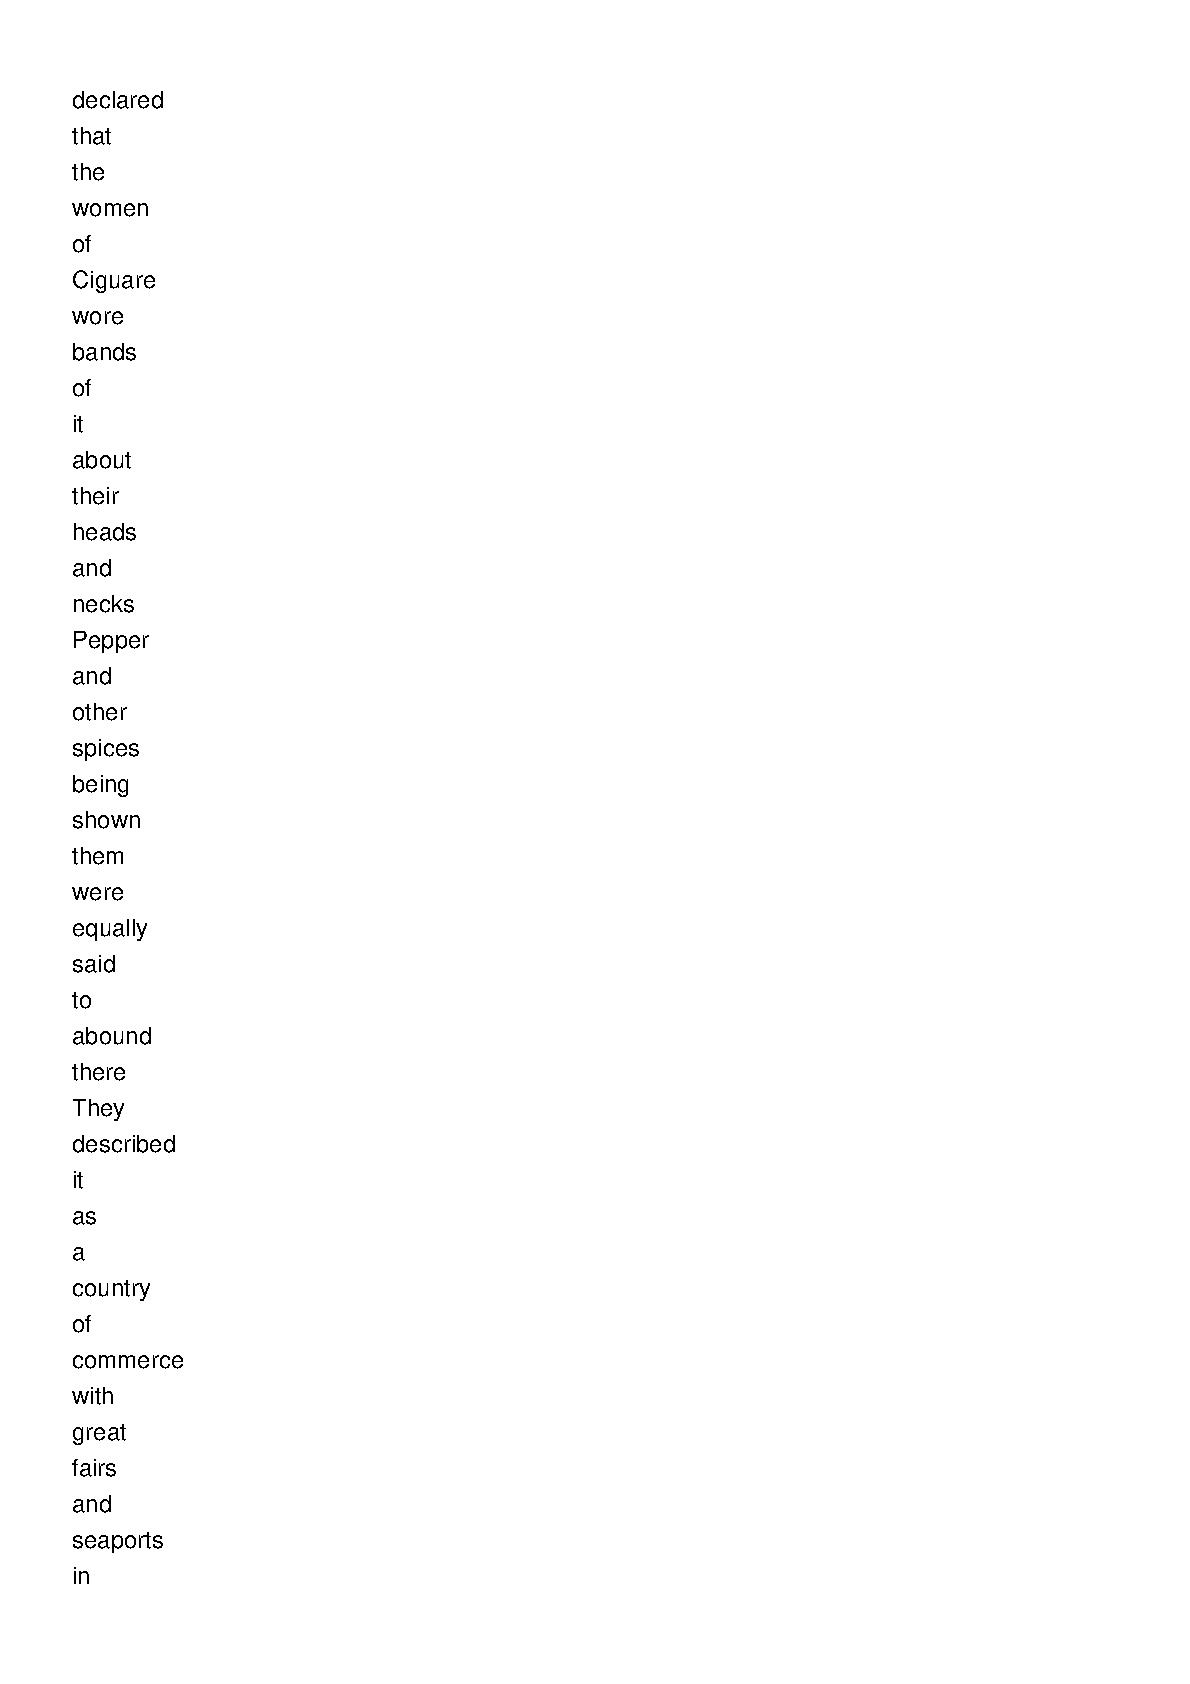 declared
that
the
women
of
Ciguare
wore
bands
of
it
about
their
heads
and
necks
Pepper
and
other
spices
being
shown
them
were
equally
said
to
abound
there
They
described
it
as
a
country
of
commerce
with
great
fairs
and
seaports
in